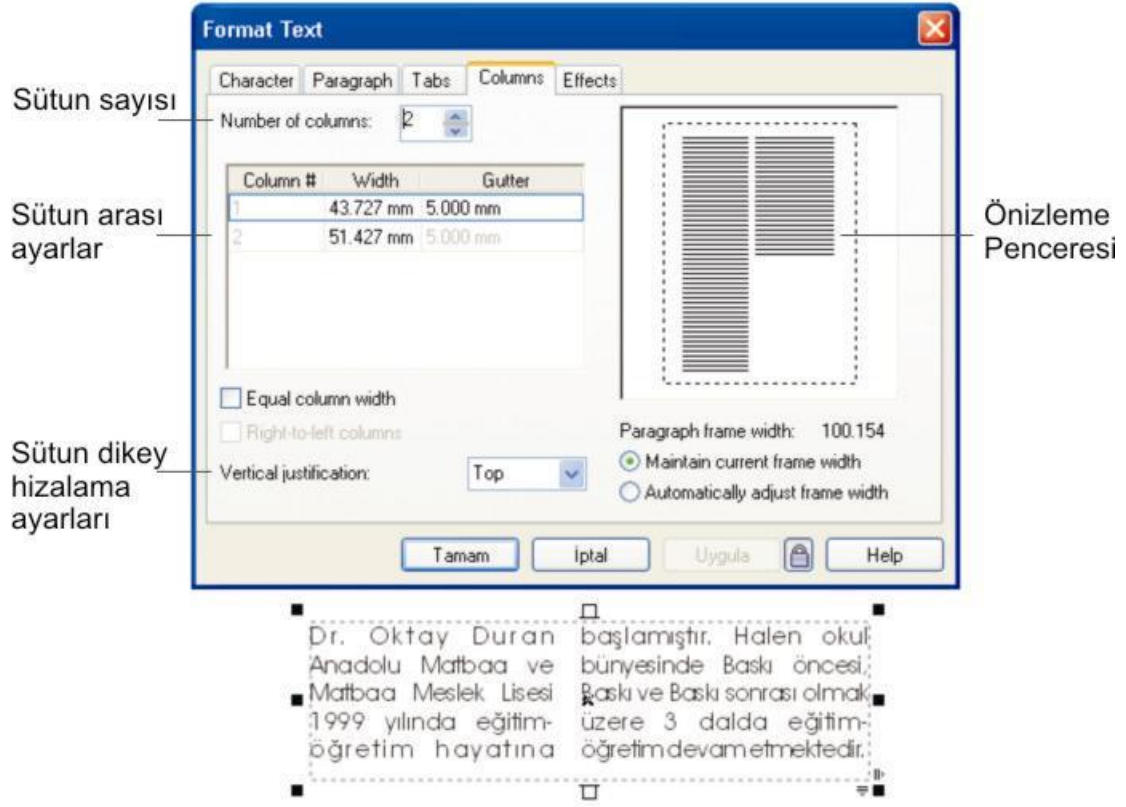 Format Text
Character Paragraph Tabs Columns Effects
Sütun sayısı
Number of columns: 2
Column # Width Gutter
1 43.727 mm 5.000 mm
2 51.427 mm 5.000 mm
Sütun arası
ayarlar
Önizleme
Penceresi
Equal column width
Right-to-left columns
Sütun dikey
hizalama
ayarları
Vertical justification: Top
Paragraph frame width: 100.154
Maintain current frame width
Automatically adjust frame width
Tamam İptal Uygula Help
Dr. Oktay Duran
Anadolu Matbaa ve
Matbaa Meslek Lisesi
1999 yılında eğitim-
öğretim hayatına
başlamıştır. Halen okul
bünyesinde Baskı öncesi,
Baskı ve Baskı sonrası olmak
üzere 3 dalda eğitim-
öğretim devam etmektedir.